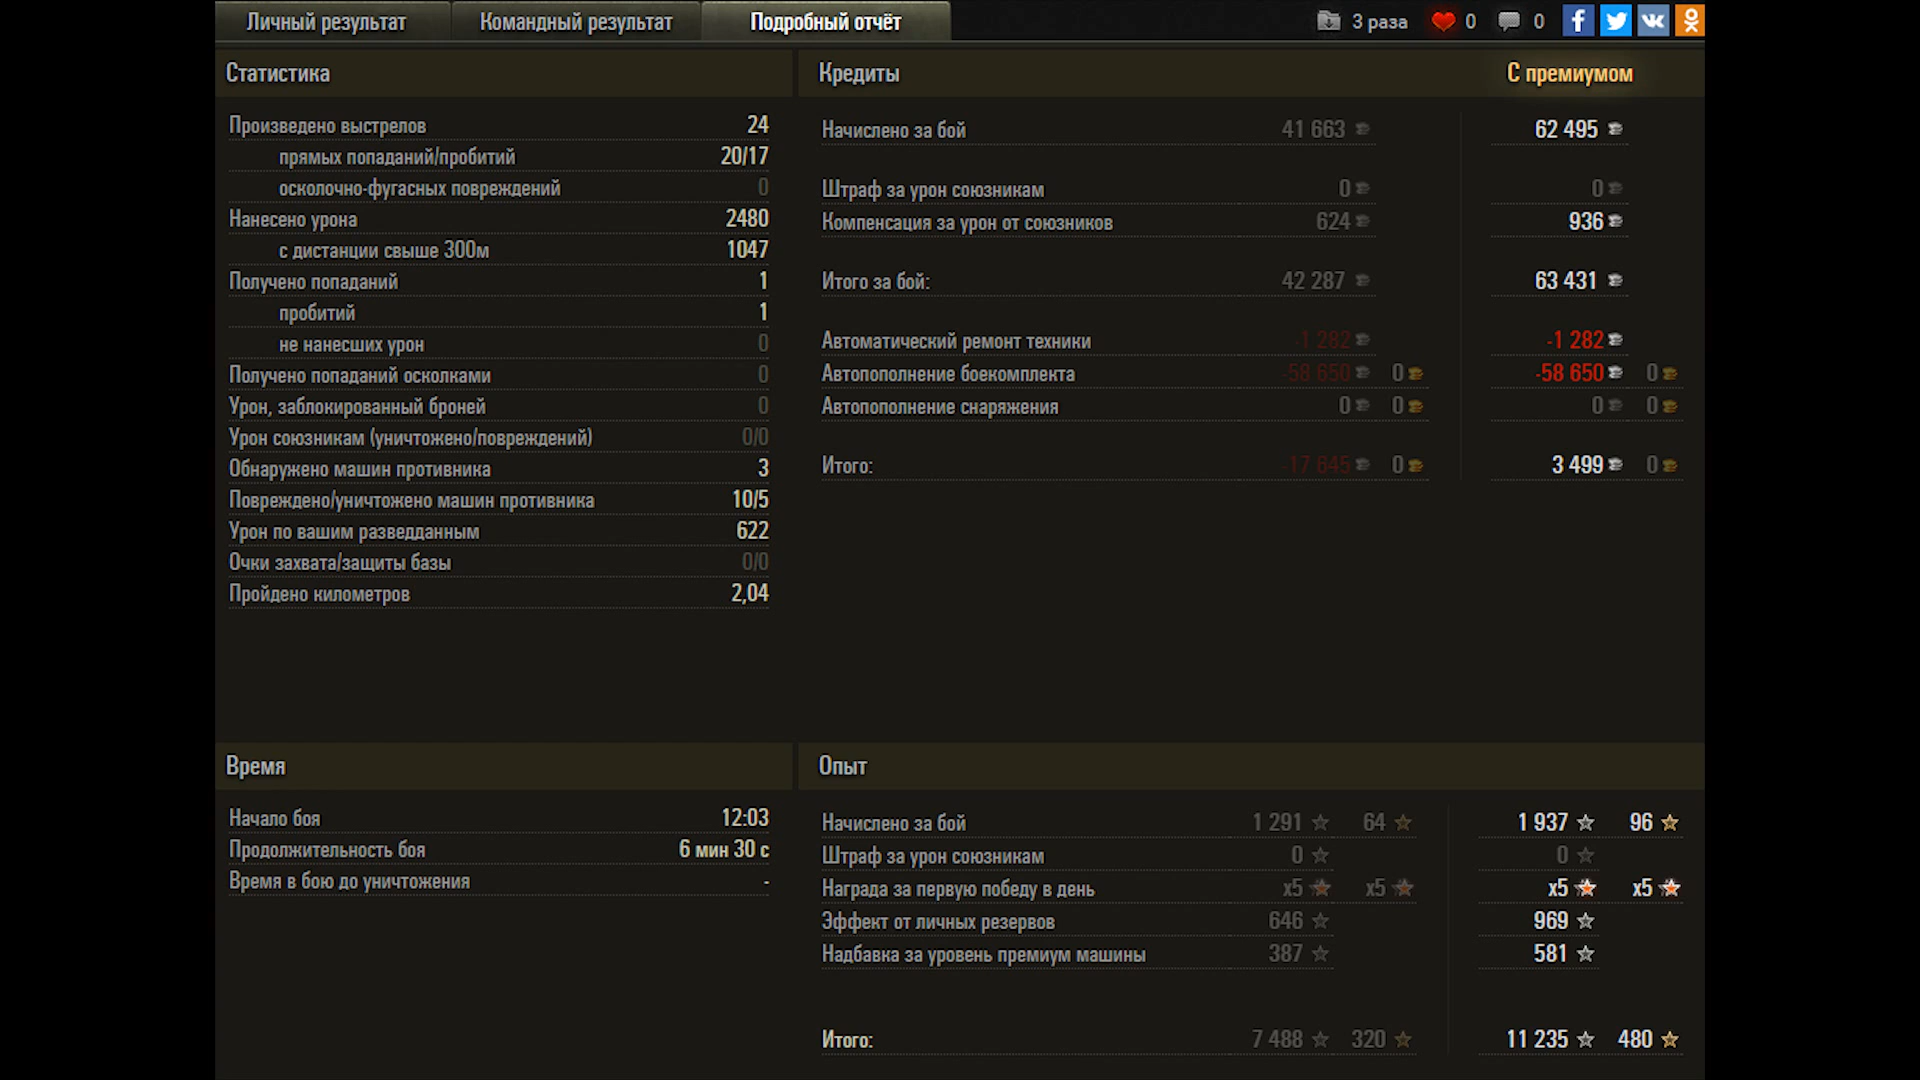 Личный результат
Командный результат
Подробный отчёт
3 раза
0
0
Статистика
Произведено выстрелов 24
прямых попаданий/пробитий 20/17
осколочно-фугасных повреждений 0
Нанесено урона 2480
с дистанции свыше 300м 1047
Получено попаданий 1
пробитий 1
не нанесших урон 0
Получено попаданий осколками 0
Урон, заблокированный броней 0
Урон союзникам (уничтожено/повреждений) 0/0
Обнаружено машин противника 3
Повреждено/уничтожено машин противника 10/5
Урон по вашим разведданным 622
Очки захвата/защиты базы 0/0
Пройдено километров 2,04
Кредиты С премиумом
Начислено за бой 41 663 62 495
Штраф за урон союзникам 0 0
Компенсация за урон от союзников 624 936
Итого за бой: 42 287 63 431
Автоматический ремонт техники -1 282 -1 282
Автопополнение боекомплекта -58 650 0 -58 650 0
Автопополнение снаряжения 0 0 0 0
Итого: -17 645 0 3 499 0
Время
Начало боя 12:03
Продолжительность боя 6 мин 30 с
Время в бою до уничтожения -
Опыт
Начислено за бой 1 291 64 1 937 96
Штраф за урон союзникам 0 0
Награда за первую победу в день x5 x5 x5 x5
Эффект от личных резервов 646 969
Надбавка за уровень премиум машины 387 581
Итого: 7 488 320 11 235 480